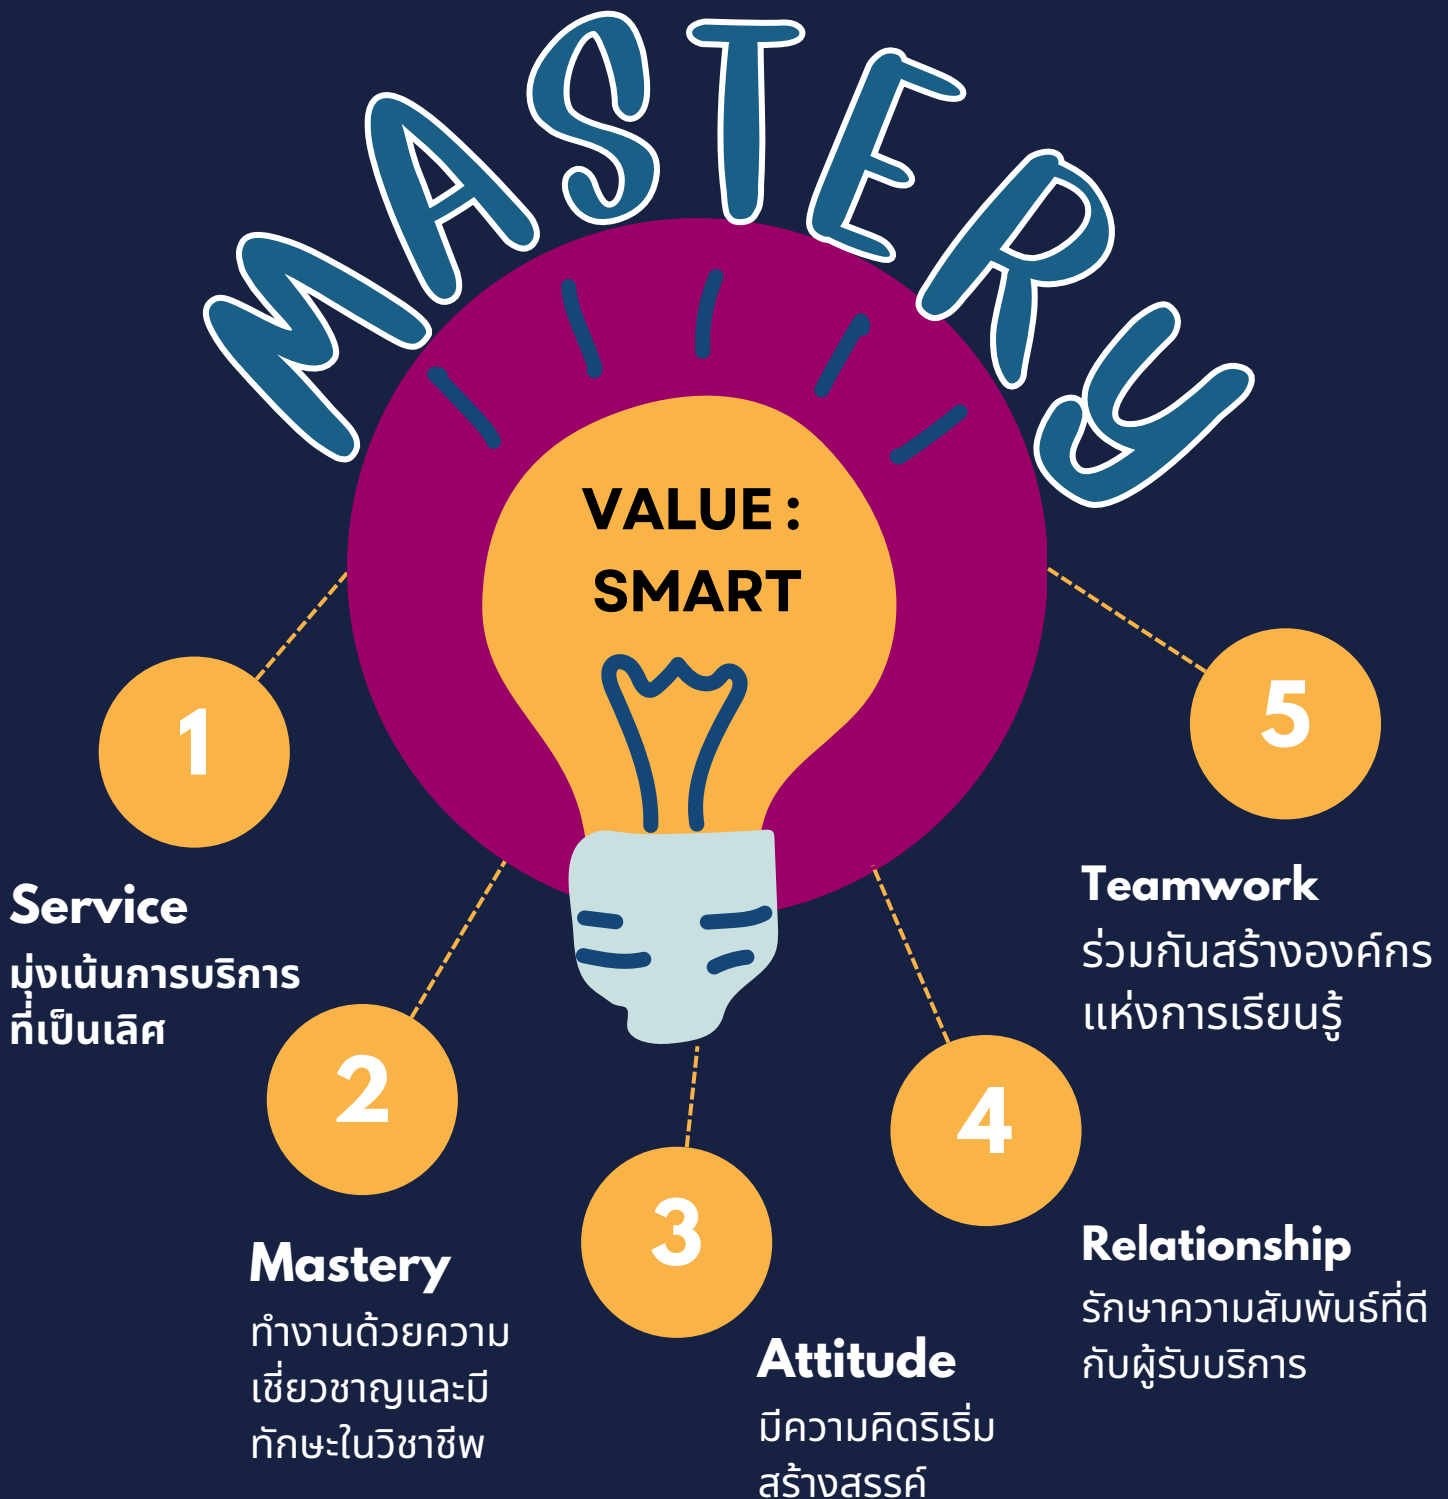 MASTERY
VALUE :
SMART
1
Service
มุ่งเน้นการบริการ
ที่เป็นเลิศ
2
Mastery
ทำงานด้วยความ
เชี่ยวชาญและมี
ทักษะในวิชาชีพ
3
Attitude
มีความคิดริเริ่ม
สร้างสรรค์
4
Relationship
รักษาความสัมพันธ์ที่ดี
กับผู้รับบริการ
5
Teamwork
ร่วมกันสร้างองค์กร
แห่งการเรียนรู้